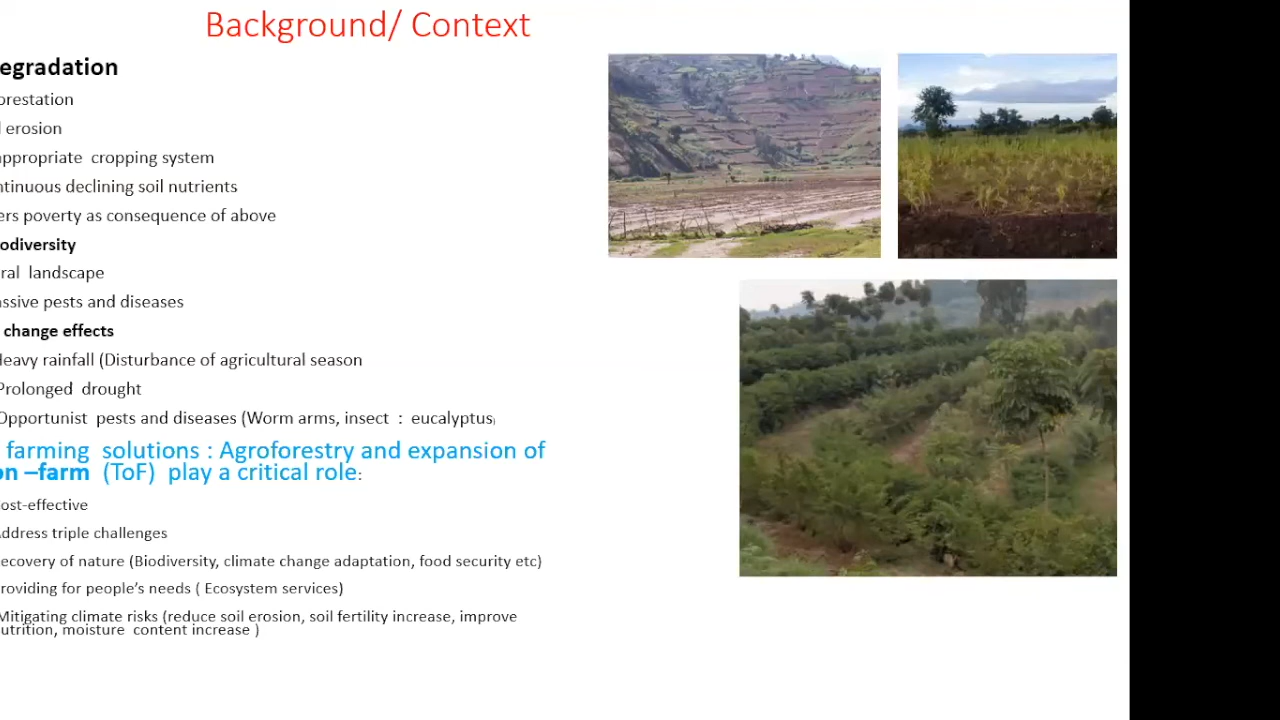 Background/ Context
egradation
orestation
l erosion
appropriate cropping system
ntinuous declining soil nutrients
ers poverty as consequence of above
odiversity
ral landscape
assive pests and diseases
change effects
Heavy rainfall (Disturbance of agricultural season
Prolonged drought
Opportunist pests and diseases (Worm arms, insect : eucalyptus)
farming solutions : Agroforestry and expansion of
on –farm (ToF) play a critical role:
ost-effective
Address triple challenges
ecovery of nature (Biodiversity, climate change adaptation, food security etc)
roviding for people’s needs ( Ecosystem services)
Mitigating climate risks (reduce soil erosion, soil fertility increase, improve
utrition, moisture content increase )